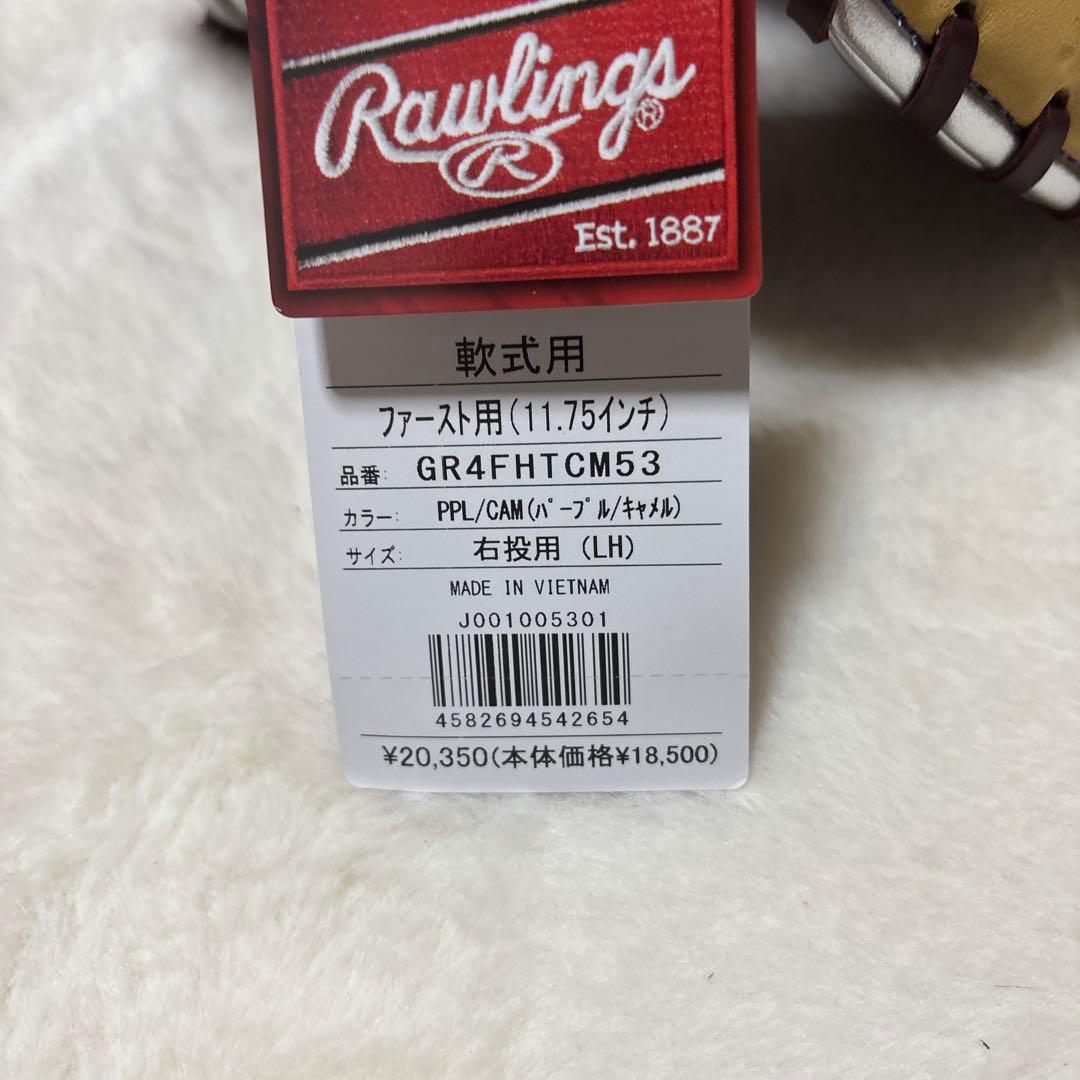 Rawlings®
R
Est. 1887
軟式用
ファースト用(11.75インチ)
品番: GR4FHTCM53
カラー: PPL/CAM(パープル/キャメル)
サイズ: 右投用 (LH)
MADE IN VIETNAM
J001005301
4582694542654
¥20,350(本体価格¥18,500)